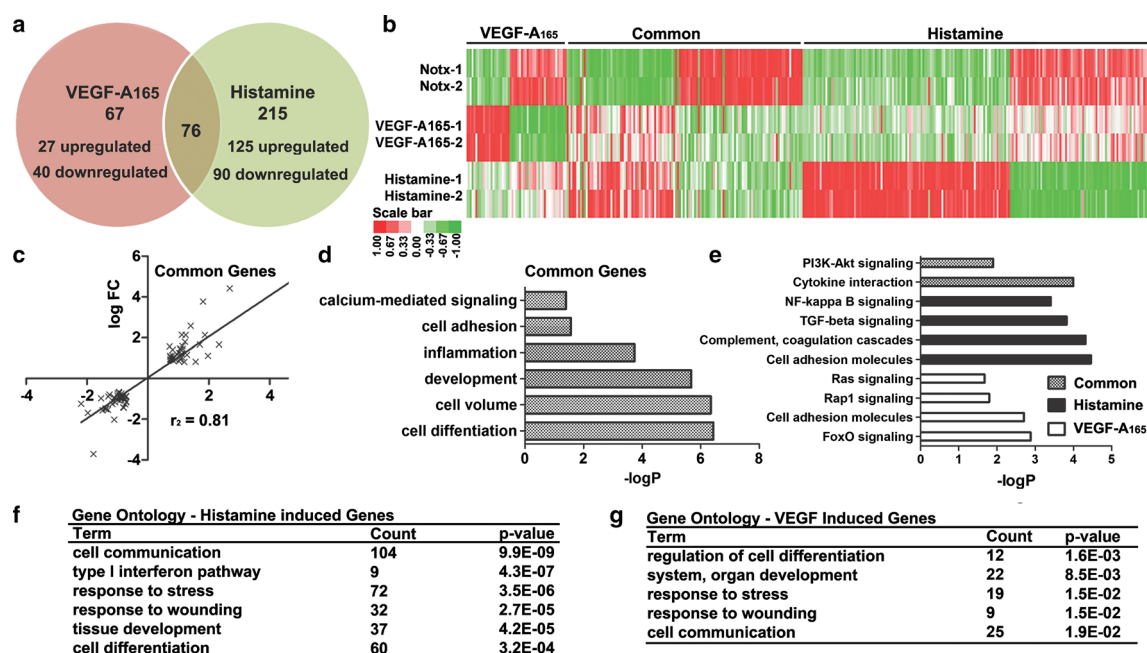 a
VEGF-A165
67
27 upregulated
40 downregulated
76
Histamine
215
125 upregulated
90 downregulated
b
VEGF-A165 Common Histamine
Notx-1
Notx-2
VEGF-A165-1
VEGF-A165-2
Histamine-1
Histamine-2
Scale bar
1.00 0.67 0.33 0.00 -0.33 -0.67 -1.00
c
Common Genes
log FC
6
4
2
-4 -2 0 2 4
-2
-4
r2 = 0.81
d
Common Genes
calcium-mediated signaling
cell adhesion
inflammation
development
cell volume
cell diffentiation
0 2 4 6 8
-logP
e
PI3K-Akt signaling
Cytokine interaction
NF-kappa B signaling
TGF-beta signaling
Complement, coagulation cascades
Cell adhesion molecules
Ras signaling
Rap1 signaling
Cell adhesion molecules
FoxO signaling
0 1 2 3 4 5
-logP
Common
Histamine
VEGF-A165
f
Gene Ontology - Histamine induced Genes
Term Count p-value
cell communication 104 9.9E-09
type I interferon pathway 9 4.3E-07
response to stress 72 3.5E-06
response to wounding 32 2.7E-05
tissue development 37 4.2E-05
cell differentiation 60 3.2E-04
g
Gene Ontology - VEGF Induced Genes
Term Count p-value
regulation of cell differentiation 12 1.6E-03
system, organ development 22 8.5E-03
response to stress 19 1.5E-02
response to wounding 9 1.5E-02
cell communication 25 1.9E-02